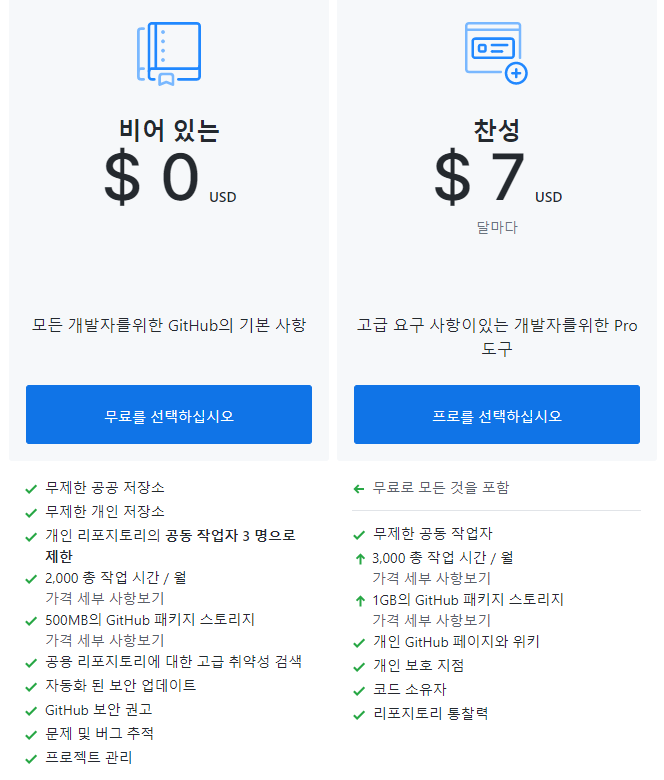 비어 있는
$ 0 USD
모든 개발자를위한 GitHub의 기본 사항
무료를 선택하십시오
무제한 공공 저장소
무제한 개인 저장소
개인 리포지토리의 공동 작업자 3 명으로
제한
2,000 총 작업 시간 / 월
가격 세부 사항보기
500MB의 GitHub 패키지 스토리지
가격 세부 사항보기
공용 리포지토리에 대한 고급 취약성 검색
자동화 된 보안 업데이트
GitHub 보안 권고
문제 및 버그 추적
프로젝트 관리
찬성
$ 7 USD
달마다
고급 요구 사항이있는 개발자를위한 Pro
도구
프로를 선택하십시오
무료로 모든 것을 포함
무제한 공동 작업자
3,000 총 작업 시간 / 월
가격 세부 사항보기
1GB의 GitHub 패키지 스토리지
가격 세부 사항보기
개인 GitHub 페이지와 위키
개인 보호 지점
코드 소유자
리포지토리 통찰력